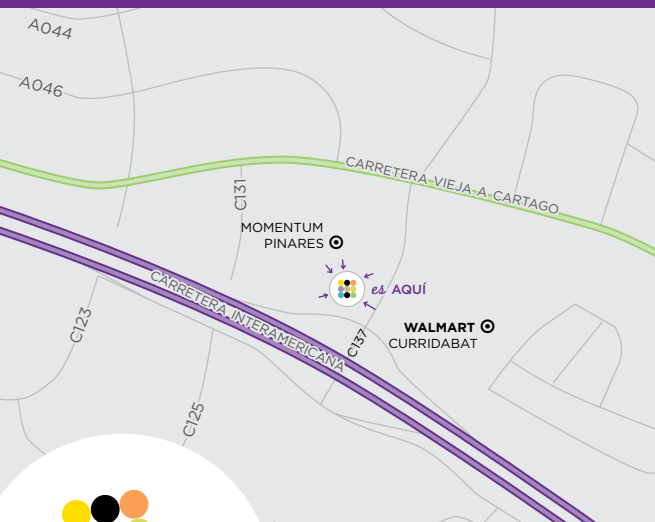 A044
A046
CARRETERA VIEJA A CARTAGO
C131
MOMENTUM
PINARES
es AQUÍ
CARRETERA INTERAMERICANA
C123
C137
WALMART
CURRIDABAT
C125